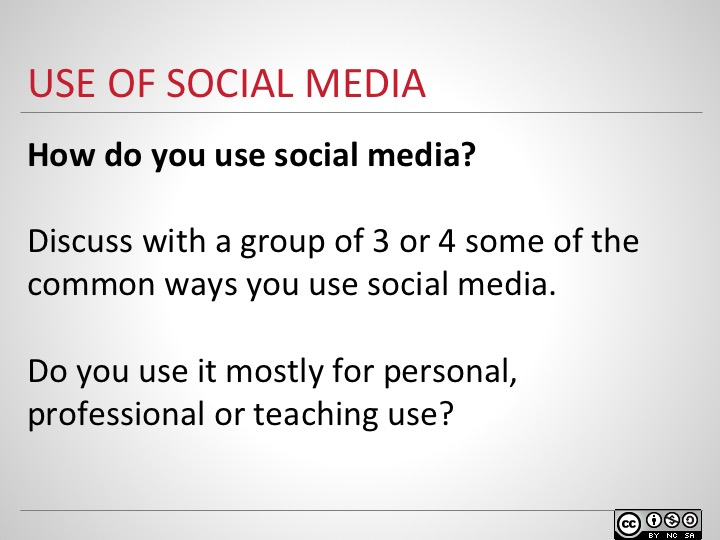 USE OF SOCIAL MEDIA
How do you use social media?
Discuss with a group of 3 or 4 some of the
common ways you use social media.
Do you use it mostly for personal,
professional or teaching use?
cc
BY NC SA